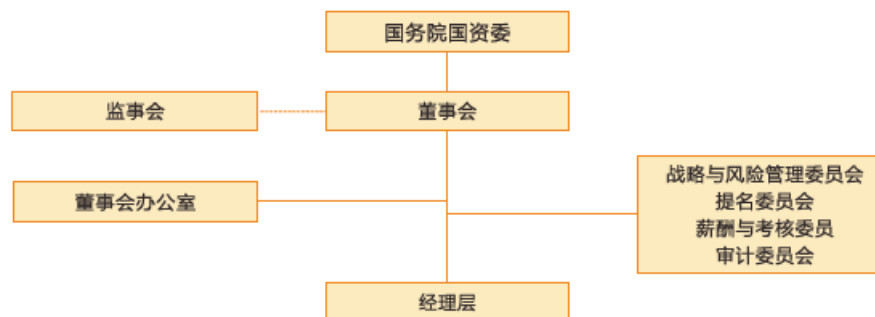 国务院国资委
监事会
董事会
董事会办公室
战略与风险管理委员会
提名委员会
薪酬与考核委员
审计委员会
经理层